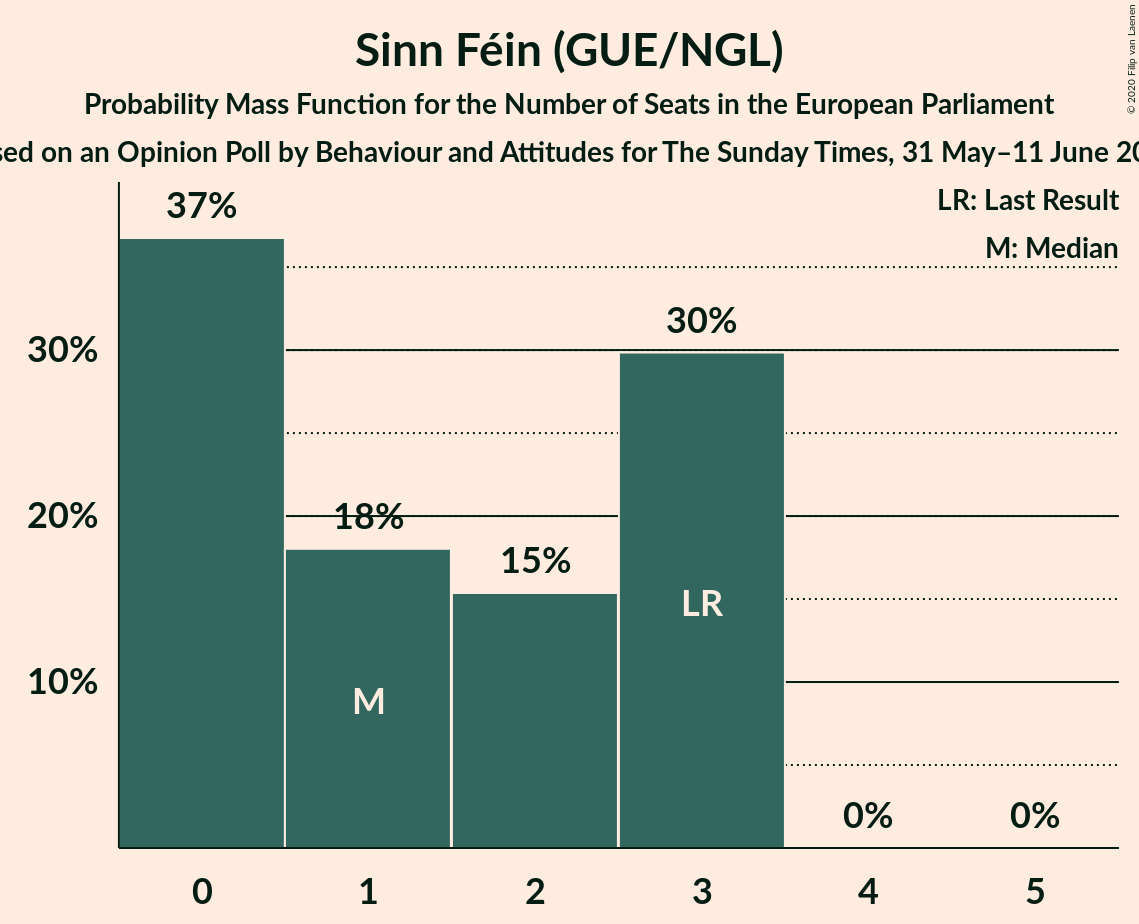 Sinn Féin (GUE/NGL)
Probability Mass Function for the Number of Seats in the European Parliament
on an Opinion Poll by Behaviour and Attitudes for The Sunday Times, 31 May–11 June
© 2020 Filip van Laenen
LR: Last Result
M: Median
37%
30%
30%
20%
18%
15%
LR
10%
M
0%
0%
0 1 2 3 4 5